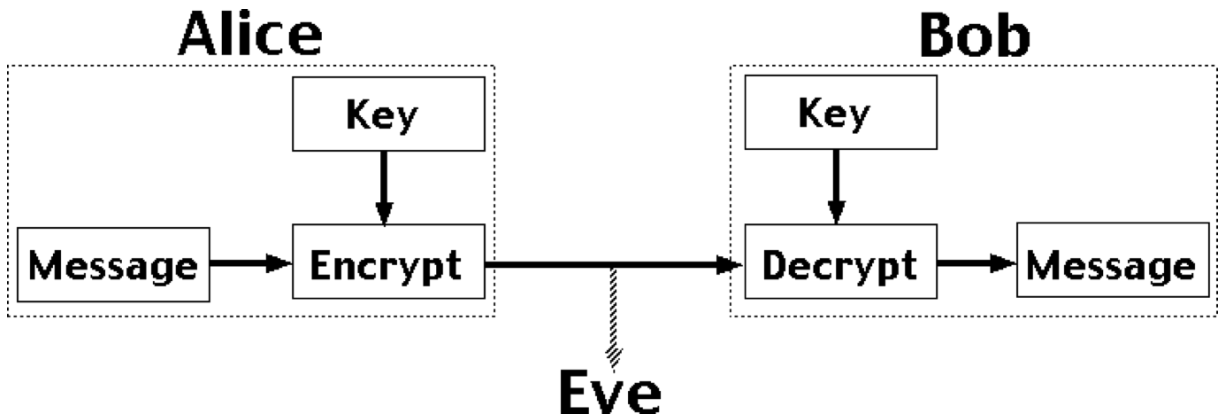 Alice
Bob
Key
Key
Message
Encrypt
Decrypt
Message
Eve